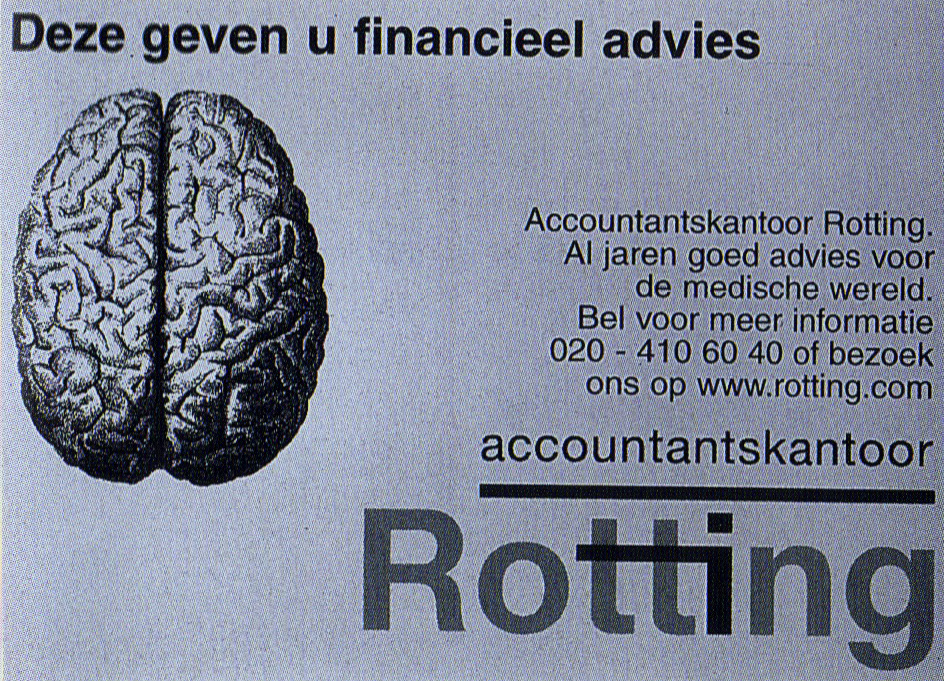 Deze geven u financieel advies
Accountantskantoor Rotting.
Al jaren goed advies voor
de medische wereld.
Bel voor meer informatie
020 - 410 60 40 of bezoek
ons op www.rotting.com
accountantskantoor
Rotting